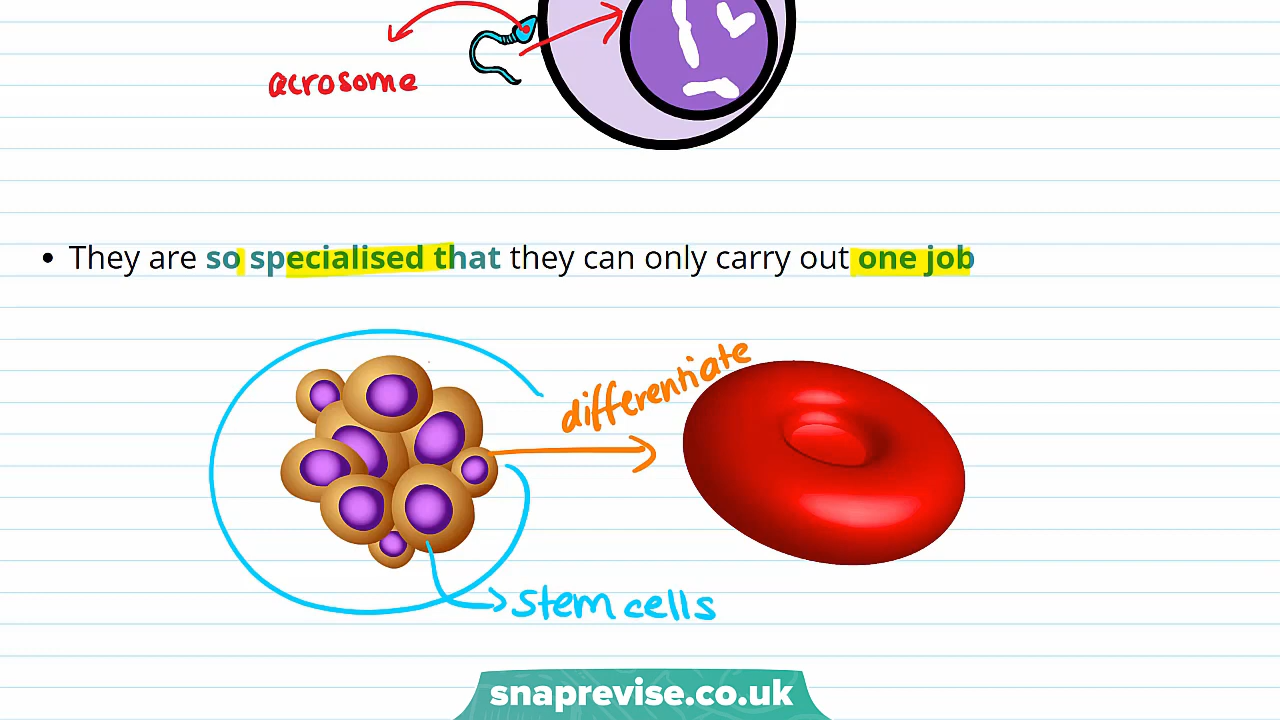 acrosome
• They are so specialised that they can only carry out one job
differentiate
stem cells
snaprevise.co.uk